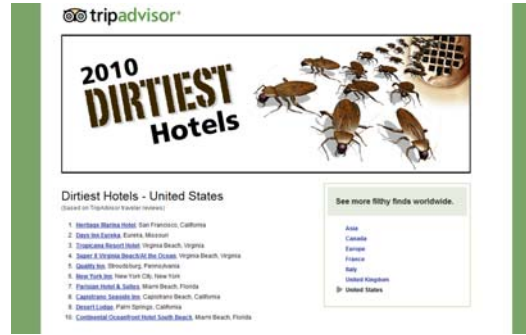 tripadvisor
2010
DIRTIEST
Hotels
Dirtiest Hotels - United States
(based on TripAdvisor traveler reviews)
1. Heritage Marina Hotel, San Francisco, California
2. Days Inn Eureka, Eureka, Missouri
3. Tropicana Resort Hotel, Virginia Beach, Virginia
4. Super 8 Virginia Beach/At the Ocean, Virginia Beach, Virginia
5. Quality Inn, Stroudsburg, Pennsylvania
6. New York Inn, New York City, New York
7. Parisian Hotel & Suites, Miami Beach, Florida
8. Capistrano Seaside Inn, Capistrano Beach, California
9. Desert Lodge, Palm Springs, California
10. Continental Oceanfront Hotel South Beach, Miami Beach, Florida
See more filthy finds worldwide.
Asia
Canada
Europe
France
Italy
United Kingdom
United States